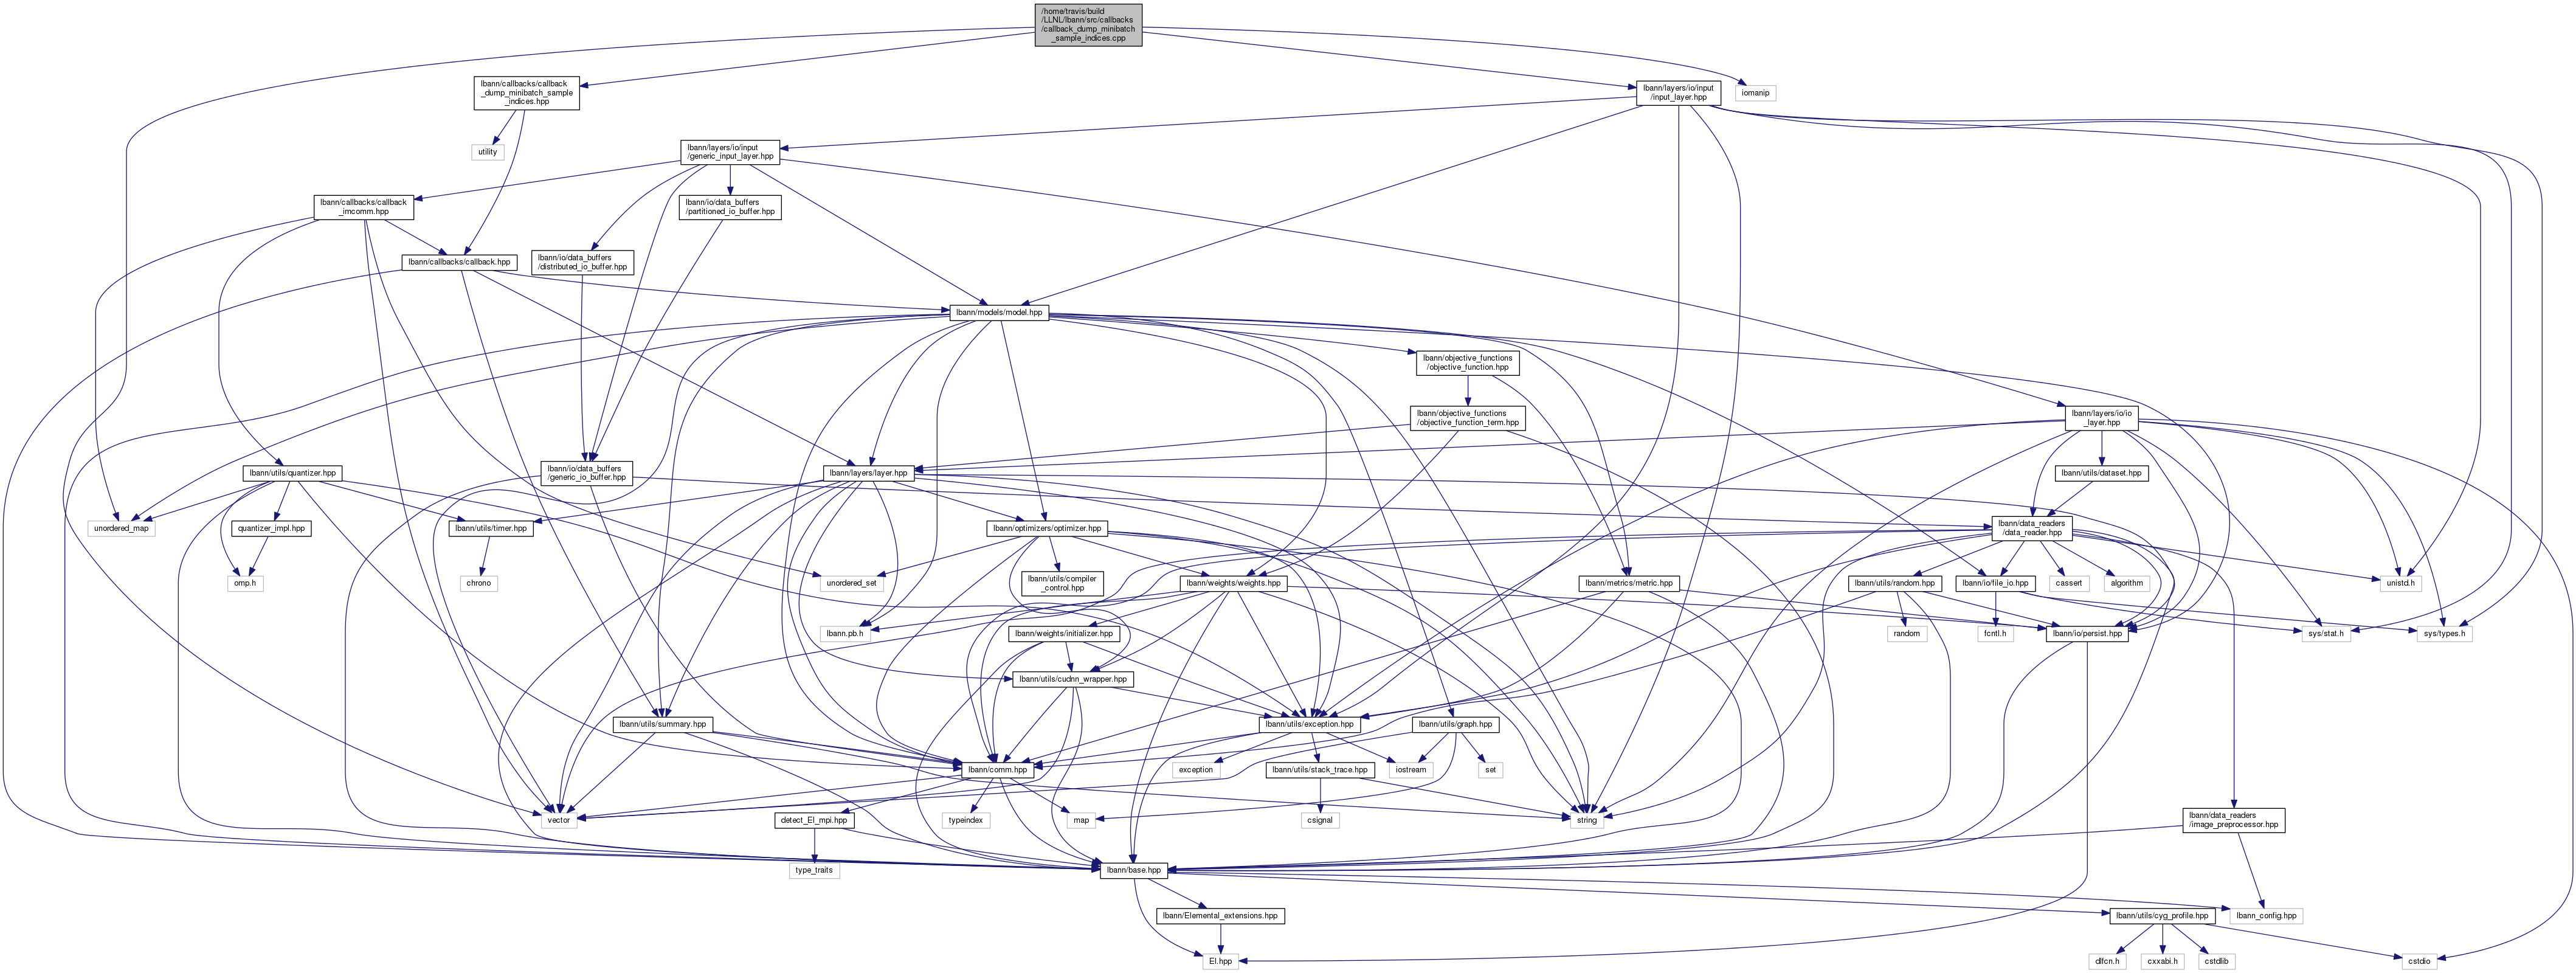 /home/travis/build
/LLNL/lbann/src/callbacks
/callback_dump_minibatch
_sample_indices.cpp
lbann/callbacks/callback
_dump_minibatch_sample
_indices.hpp
lbann/layers/io/input
/input_layer.hpp
iomanip
utility
lbann/layers/io/input
/generic_input_layer.hpp
lbann/callbacks/callback
_imcomm.hpp
lbann/io/data_buffers
/partitioned_io_buffer.hpp
lbann/callbacks/callback.hpp
lbann/io/data_buffers
/distributed_io_buffer.hpp
lbann/models/model.hpp
lbann/objective_functions
/objective_function.hpp
lbann/objective_functions
/objective_function_term.hpp
lbann/layers/io/io
_layer.hpp
lbann/utils/quantizer.hpp
lbann/io/data_buffers
/generic_io_buffer.hpp
lbann/layers/layer.hpp
lbann/utils/dataset.hpp
unordered_map
quantizer_impl.hpp
lbann/utils/timer.hpp
lbann/optimizers/optimizer.hpp
lbann/data_readers
/data_reader.hpp
omp.h
chrono
unordered_set
lbann/utils/compiler
_control.hpp
lbann/weights/weights.hpp
lbann/metrics/metric.hpp
lbann/utils/random.hpp
lbann/io/file_io.hpp
cassert
algorithm
unistd.h
lbann.pb.h
lbann/weights/initializer.hpp
random
fcntl.h
lbann/io/persist.hpp
sys/stat.h
sys/types.h
lbann/utils/cudnn_wrapper.hpp
lbann/utils/summary.hpp
lbann/utils/exception.hpp
lbann/utils/graph.hpp
lbann/comm.hpp
exception
lbann/utils/stack_trace.hpp
iostream
set
vector
detect_El_mpi.hpp
typeindex
map
csignal
string
lbann/data_readers
/image_preprocessor.hpp
type_traits
lbann/base.hpp
lbann/Elemental_extensions.hpp
lbann/utils/cyg_profile.hpp
lbann_config.hpp
El.hpp
dlfcn.h
cxxabi.h
cstdlib
cstdio